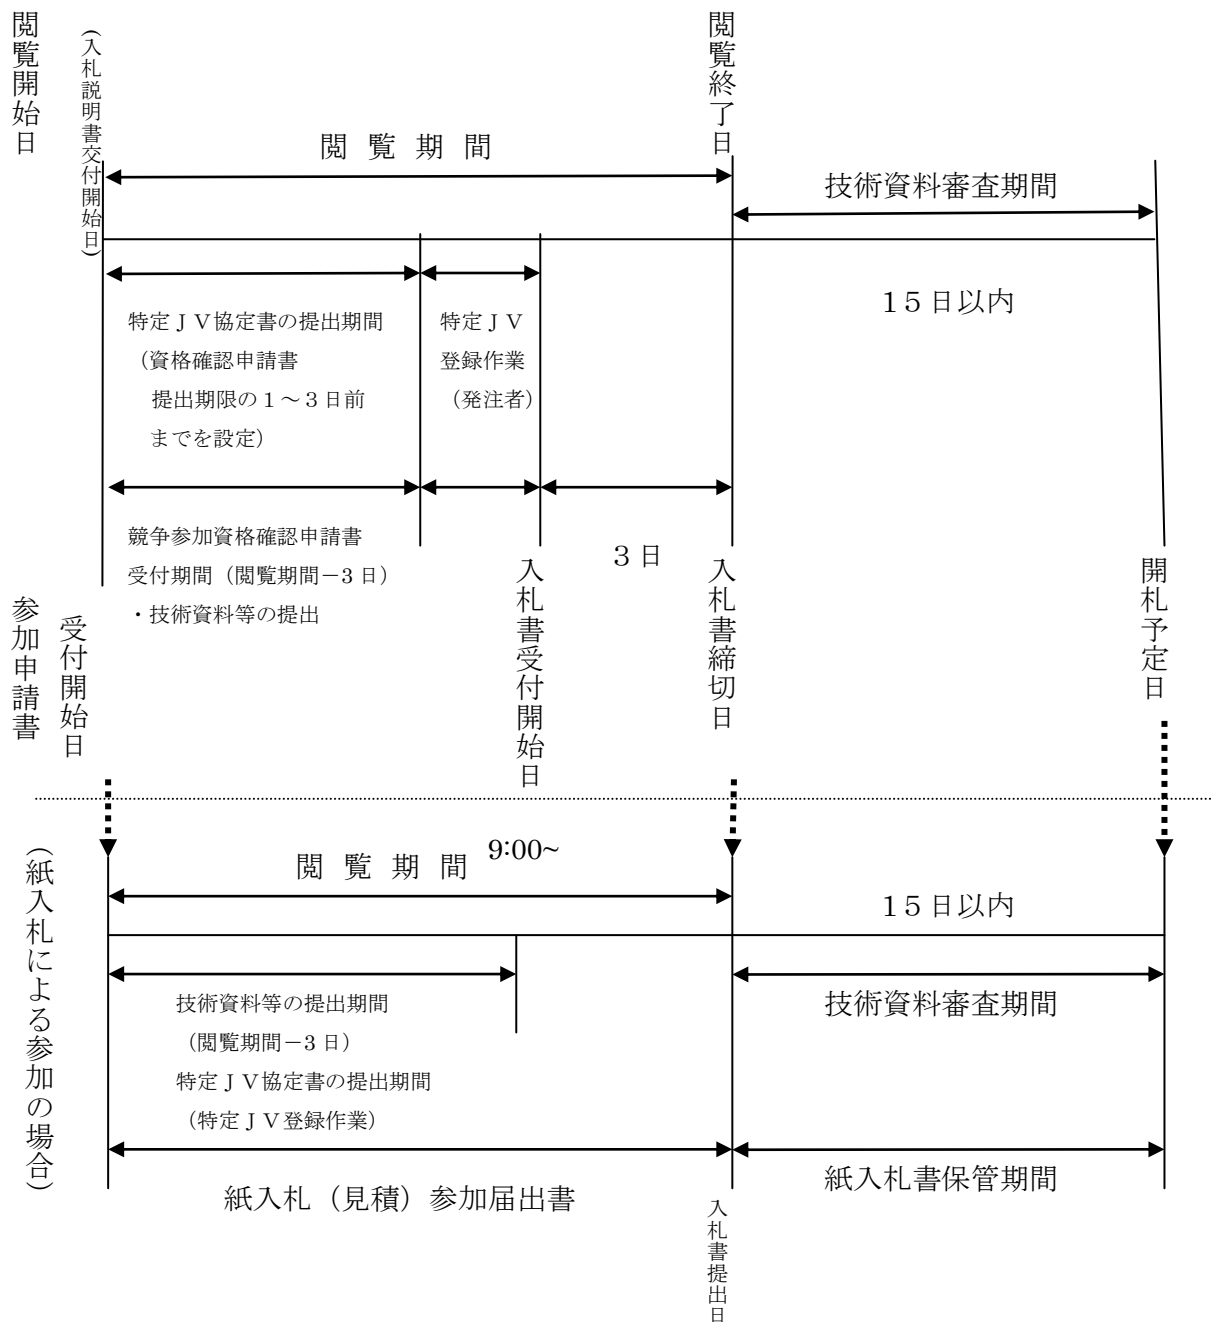 閲覧開始日
(入札説明書交付開始日)
閲覧終了日
閲　覧　期　間
技術資料審査期間
１５日以内
特定ＪＶ協定書の提出期間
（資格確認申請書
提出期限の１～３日前
までを設定）
特定ＪＶ
登録作業
（発注者）
競争参加資格確認申請書
受付期間（閲覧期間－3 日）
・技術資料等の提出
３日
参加申請書
受付開始日
入札書受付開始日
入札書締切日
開札予定日
(紙入札による参加の場合)
閲　覧　期　間
9:00~
１５日以内
技術資料等の提出期間
（閲覧期間－3 日）
特定ＪＶ協定書の提出期間
（特定ＪＶ登録作業）
技術資料審査期間
紙入札（見積）参加届出書
紙入札書保管期間
入札書提出日